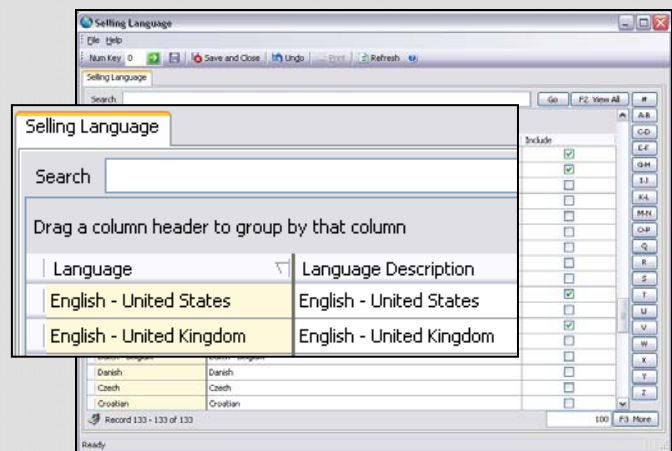 Selling Language
File Help
Num Key 0 Save and Close Undo Print Refresh
Selling Language
Search Go F2 View All #
A-B
Selling Language
C-D
Include
E-F
Search
G-H
I-J
K-L
Drag a column header to group by that column
M-N
O-P
Language Language Description
Q
R
English - United States English - United States
S
T
English - United Kingdom English - United Kingdom
U
V
W
X
Danish Danish
Y
Czech Czech
Z
Croatian Croatian
Record 133 - 133 of 133 100 F3 More
Ready